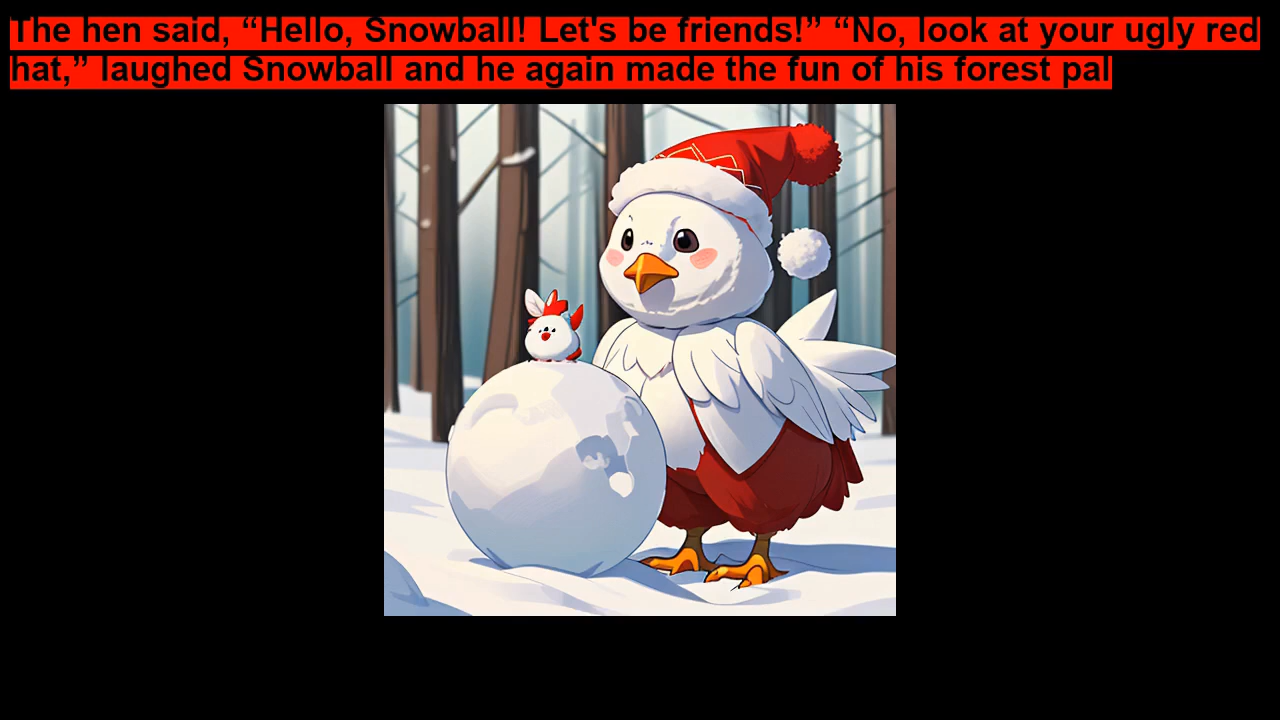 The hen said, “Hello, Snowball! Let's be friends!” “No, look at your ugly red
hat,” laughed Snowball and he again made the fun of his forest pal